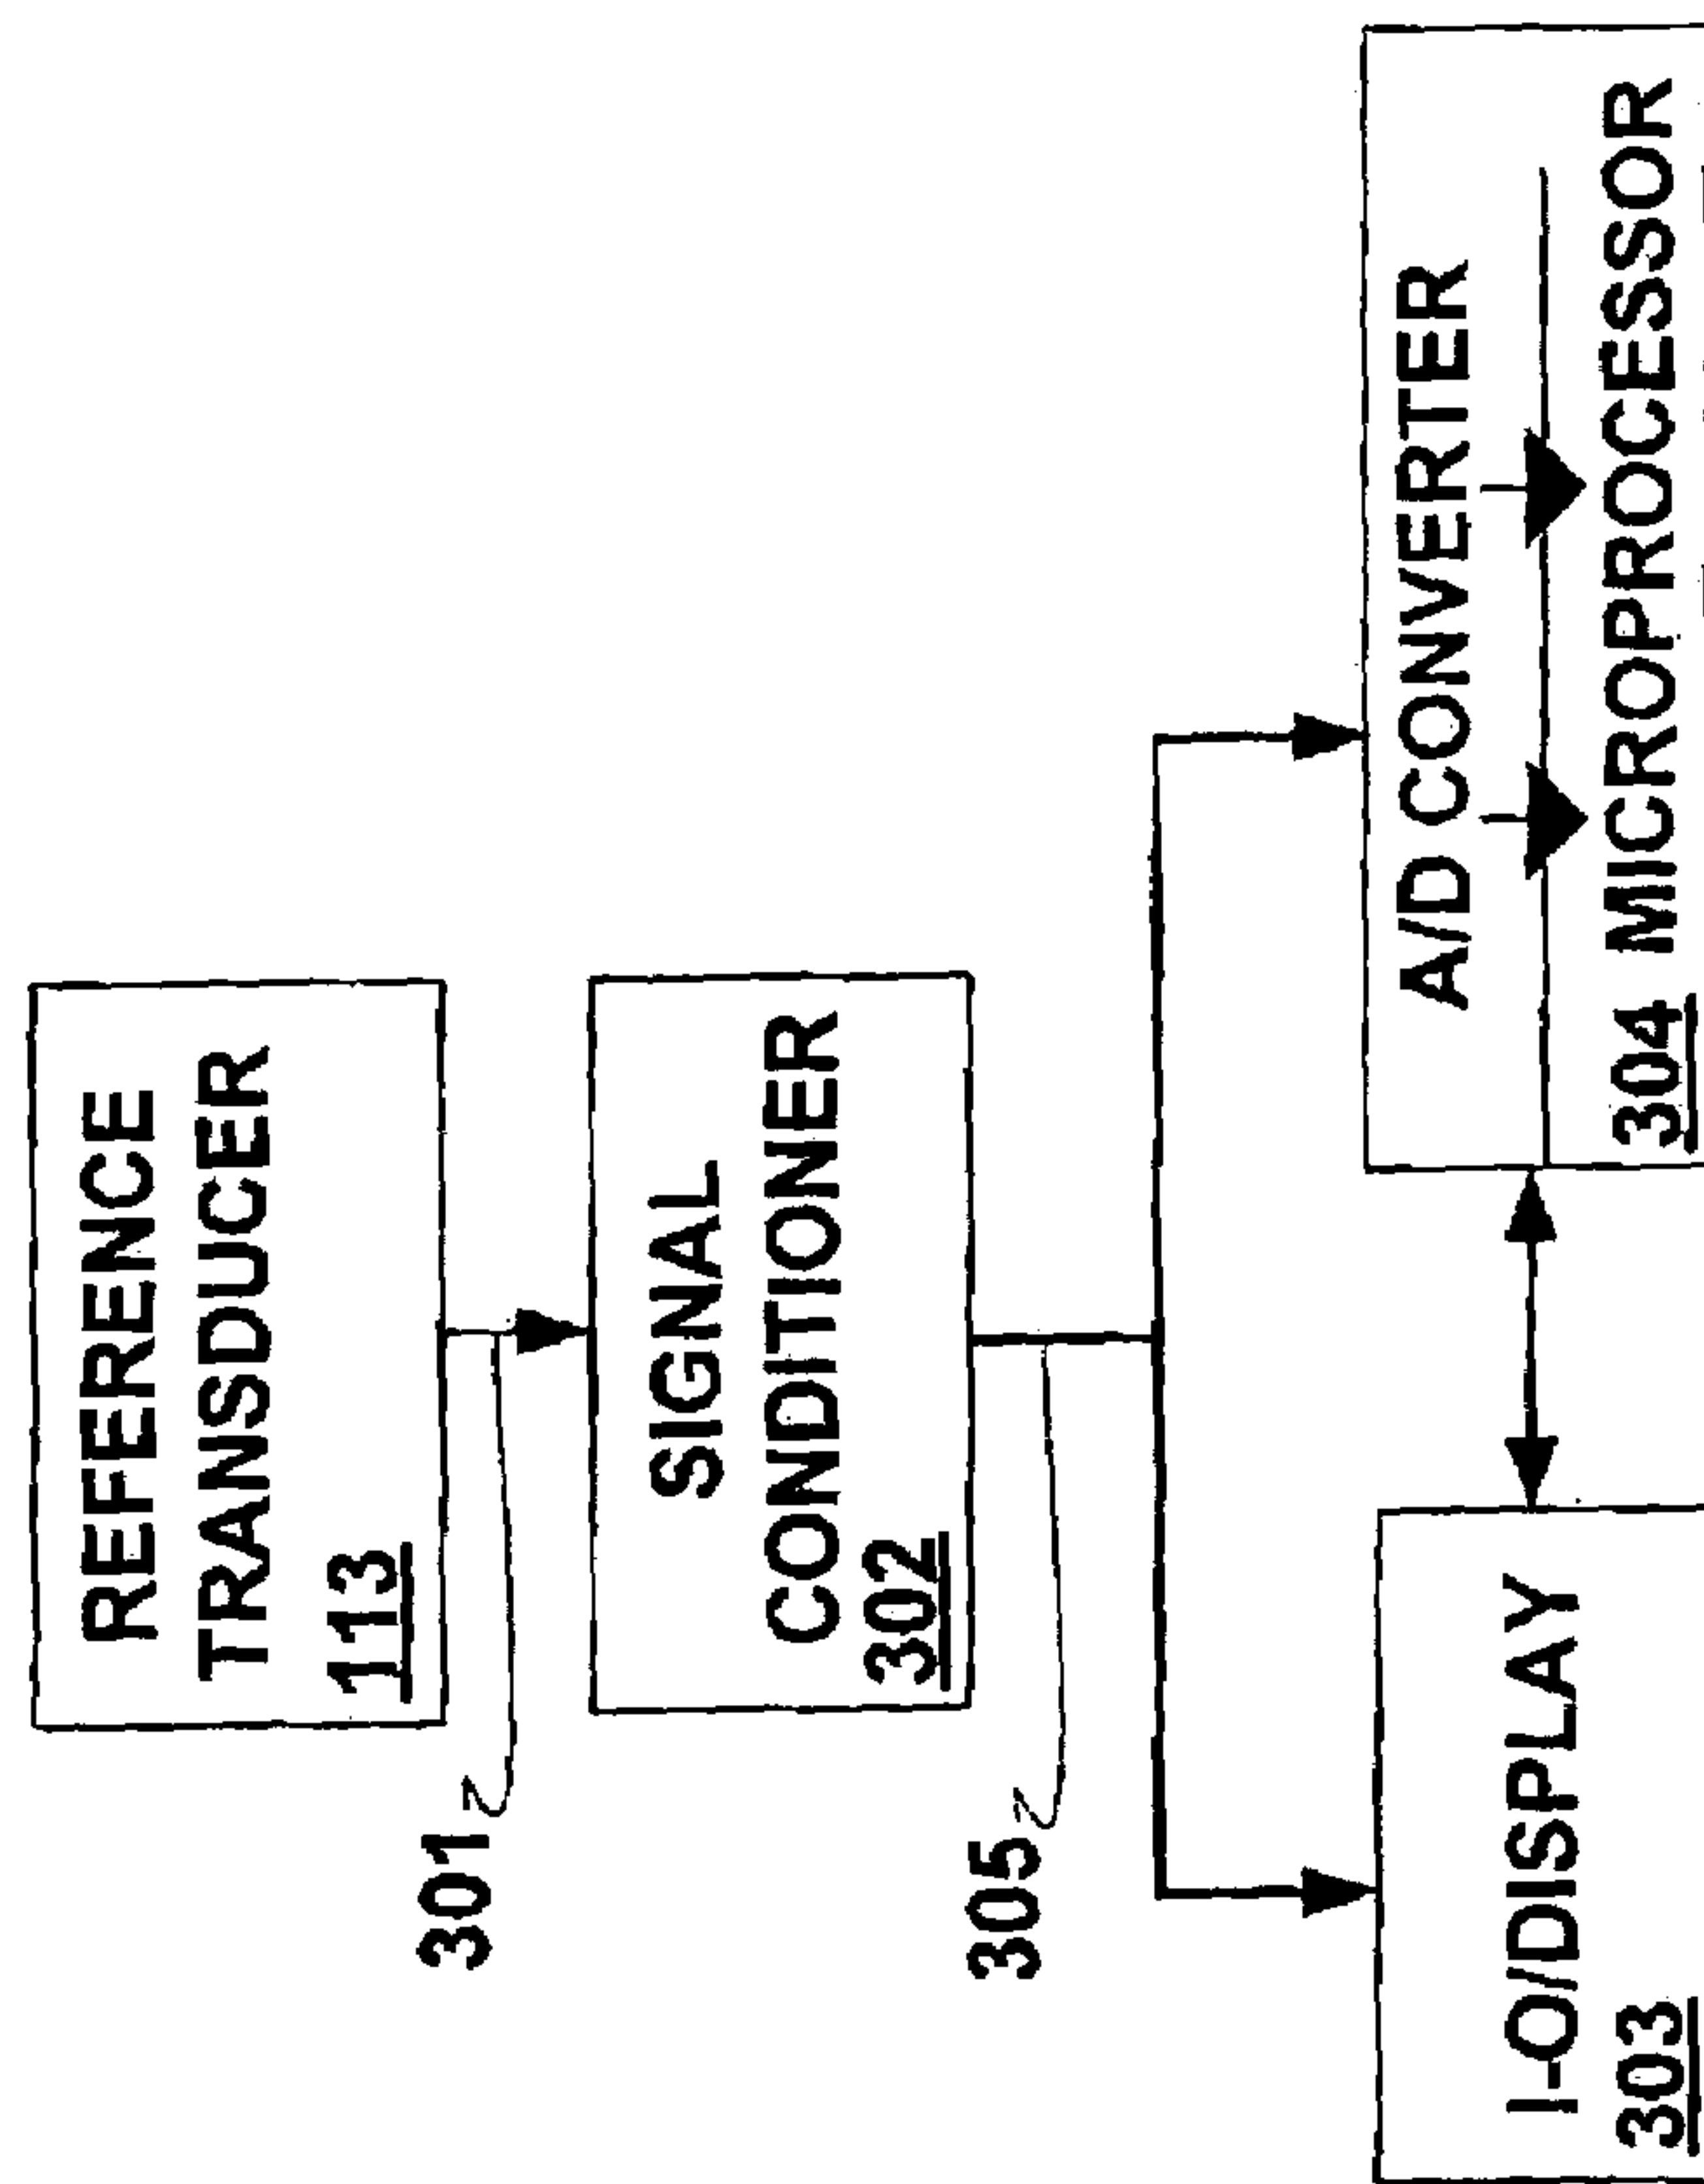 REFERENCE
TRANSDUCER
113
301
SIGNAL
CONDITIONER
302
305
A/D CONVERTER
304 MICROPROCESSOR
I-O/DISPLAY
303